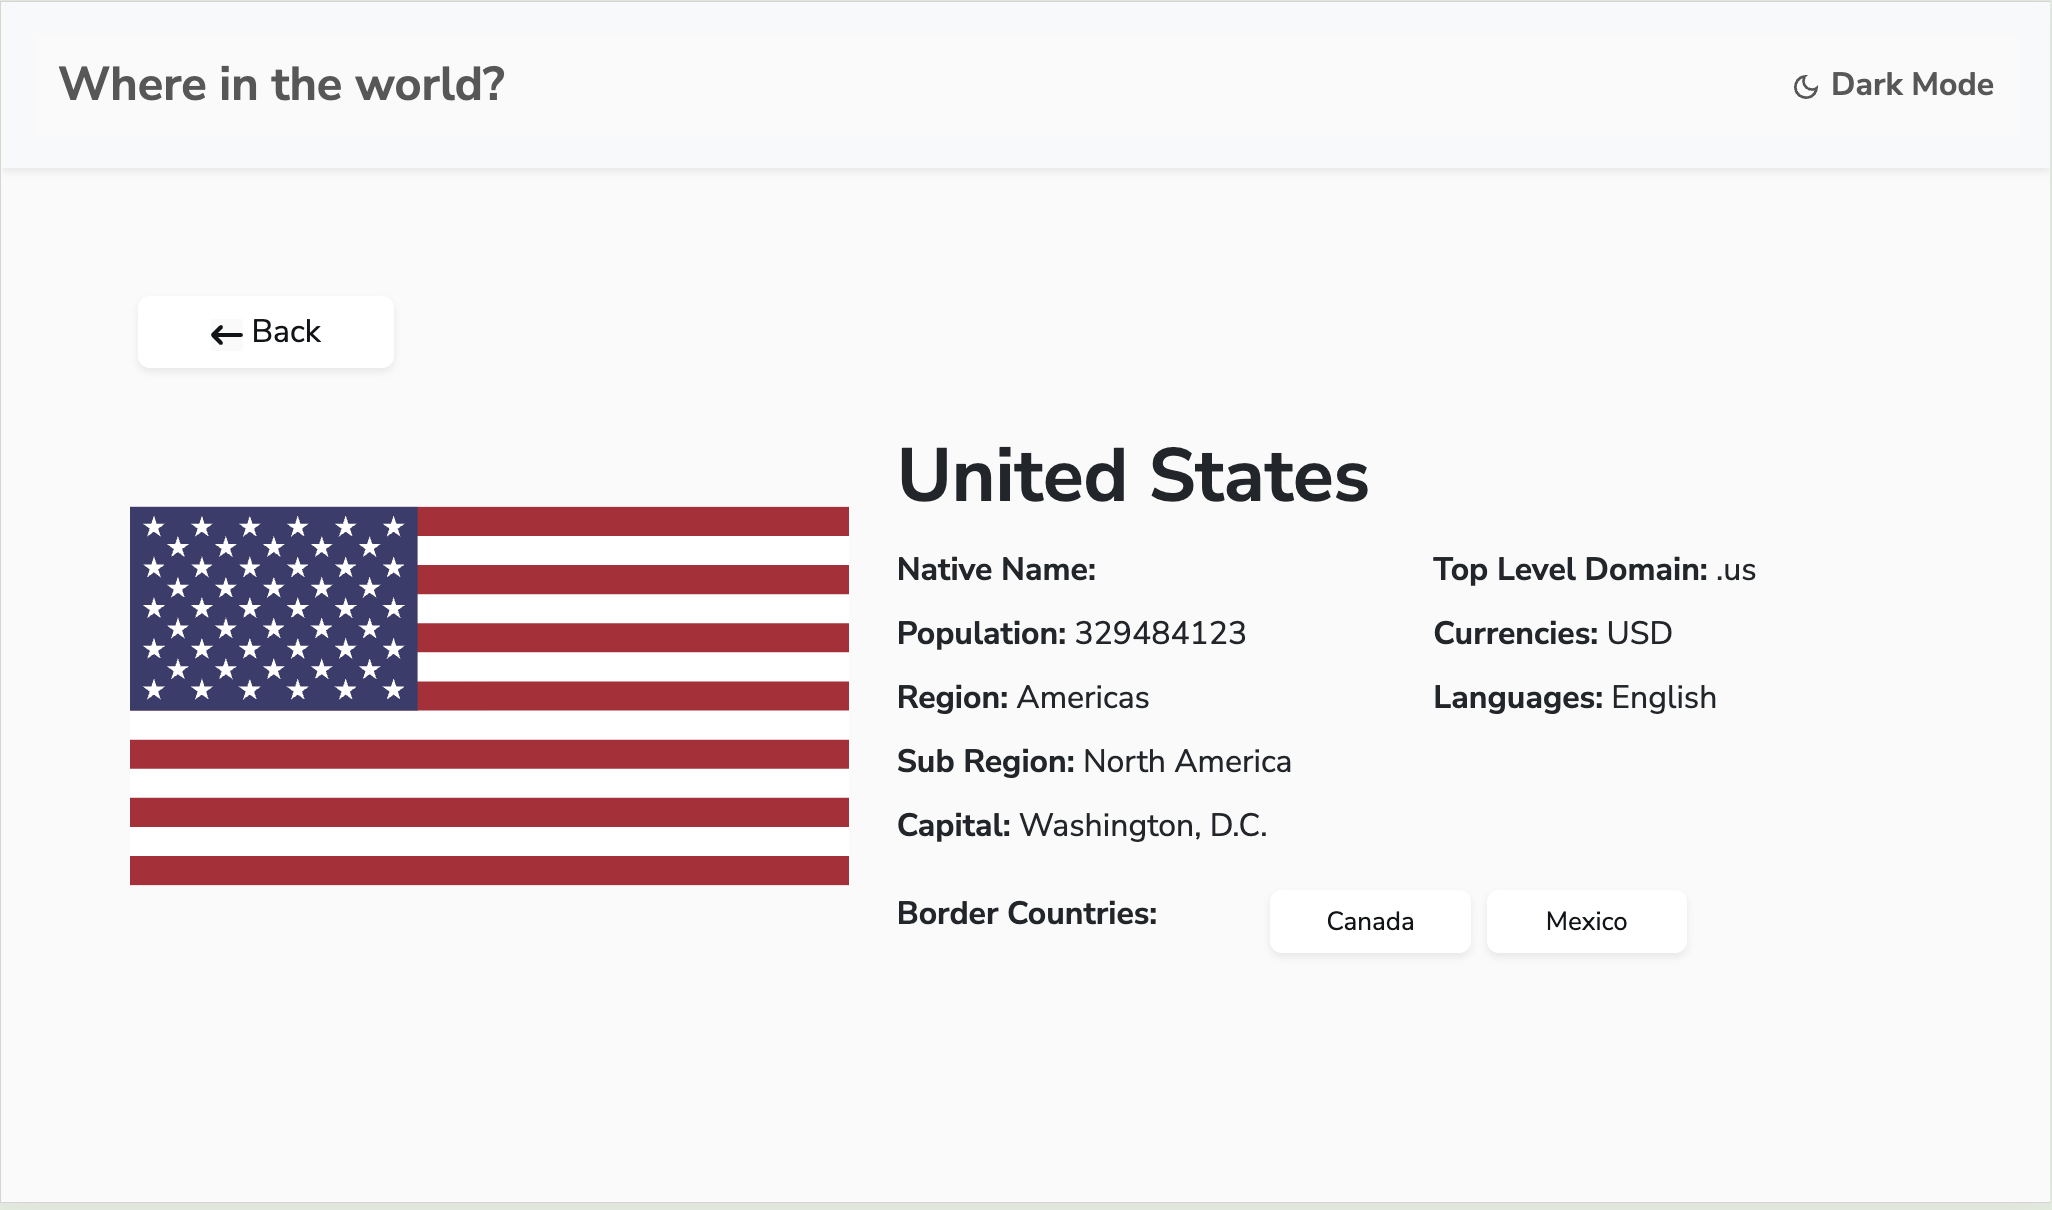 Where in the world?
Dark Mode
Back
United States
Native Name:
Population: 329484123
Region: Americas
Sub Region: North America
Capital: Washington, D.C.
Top Level Domain: .us
Currencies: USD
Languages: English
Border Countries:
Canada
Mexico